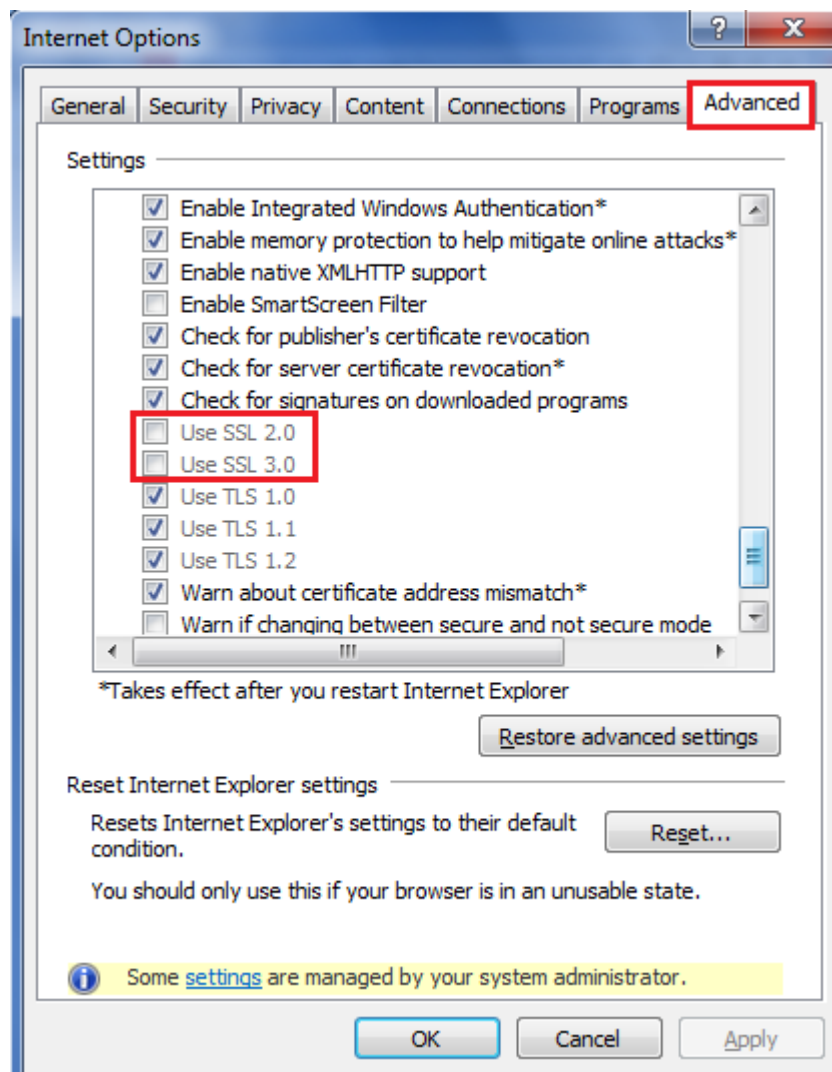 Internet Options
?
General Security Privacy Content Connections Programs Advanced
Settings
Enable Integrated Windows Authentication*
Enable memory protection to help mitigate online attacks*
Enable native XMLHTTP support
Enable SmartScreen Filter
Check for publisher's certificate revocation
Check for server certificate revocation*
Check for signatures on downloaded programs
Use SSL 2.0
Use SSL 3.0
Use TLS 1.0
Use TLS 1.1
Use TLS 1.2
Warn about certificate address mismatch*
Warn if changing between secure and not secure mode
*Takes effect after you restart Internet Explorer
Restore advanced settings
Reset Internet Explorer settings
Resets Internet Explorer's settings to their default
condition.
Reset...
You should only use this if your browser is in an unusable state.
Some settings are managed by your system administrator.
OK Cancel Apply